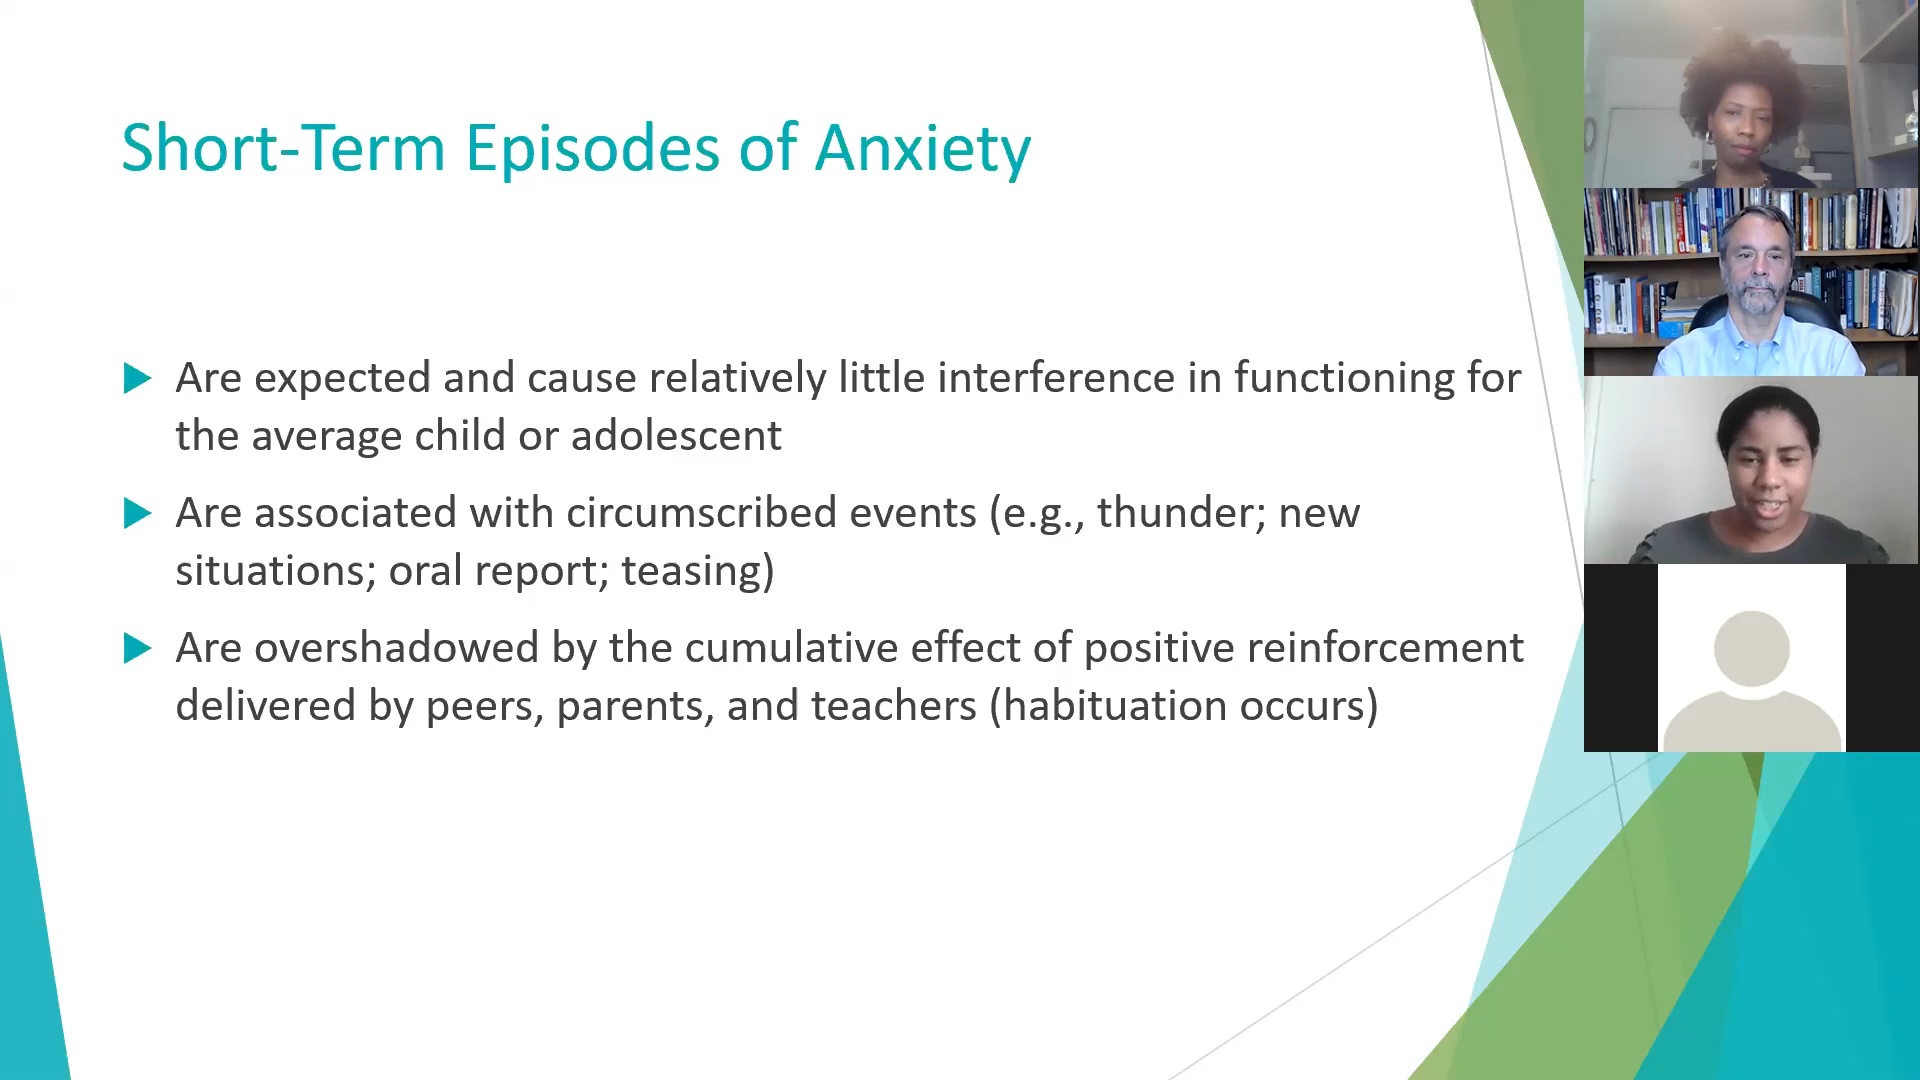 Short-Term Episodes of Anxiety
Are expected and cause relatively little interference in functioning for
the average child or adolescent
Are associated with circumscribed events (e.g., thunder; new
situations; oral report; teasing)
Are overshadowed by the cumulative effect of positive reinforcement
delivered by peers, parents, and teachers (habituation occurs)